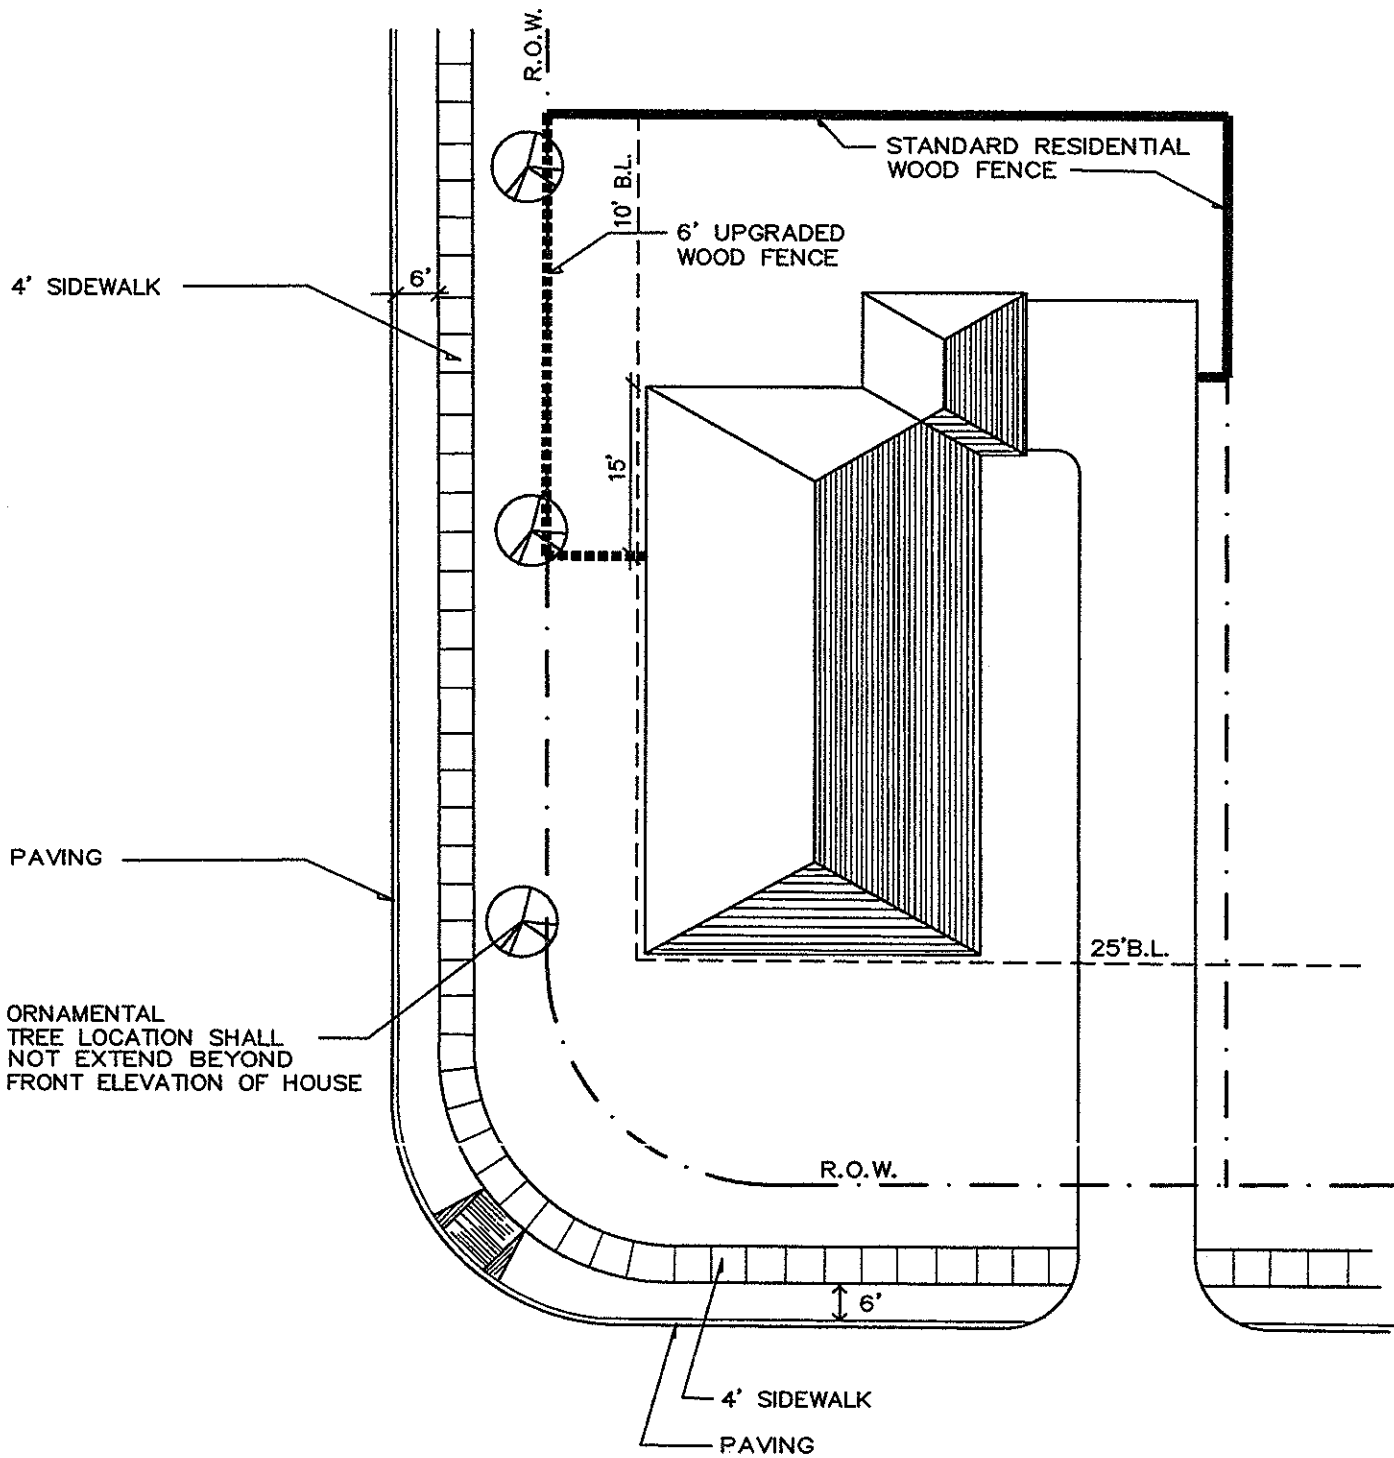 R.O.W.
STANDARD RESIDENTIAL
WOOD FENCE
10' B.L.
6' UPGRADED
WOOD FENCE
4' SIDEWALK
6'
15'
PAVING
25'B.L.
ORNAMENTAL
TREE LOCATION SHALL
NOT EXTEND BEYOND
FRONT ELEVATION OF HOUSE
R.O.W.
6'
4' SIDEWALK
PAVING